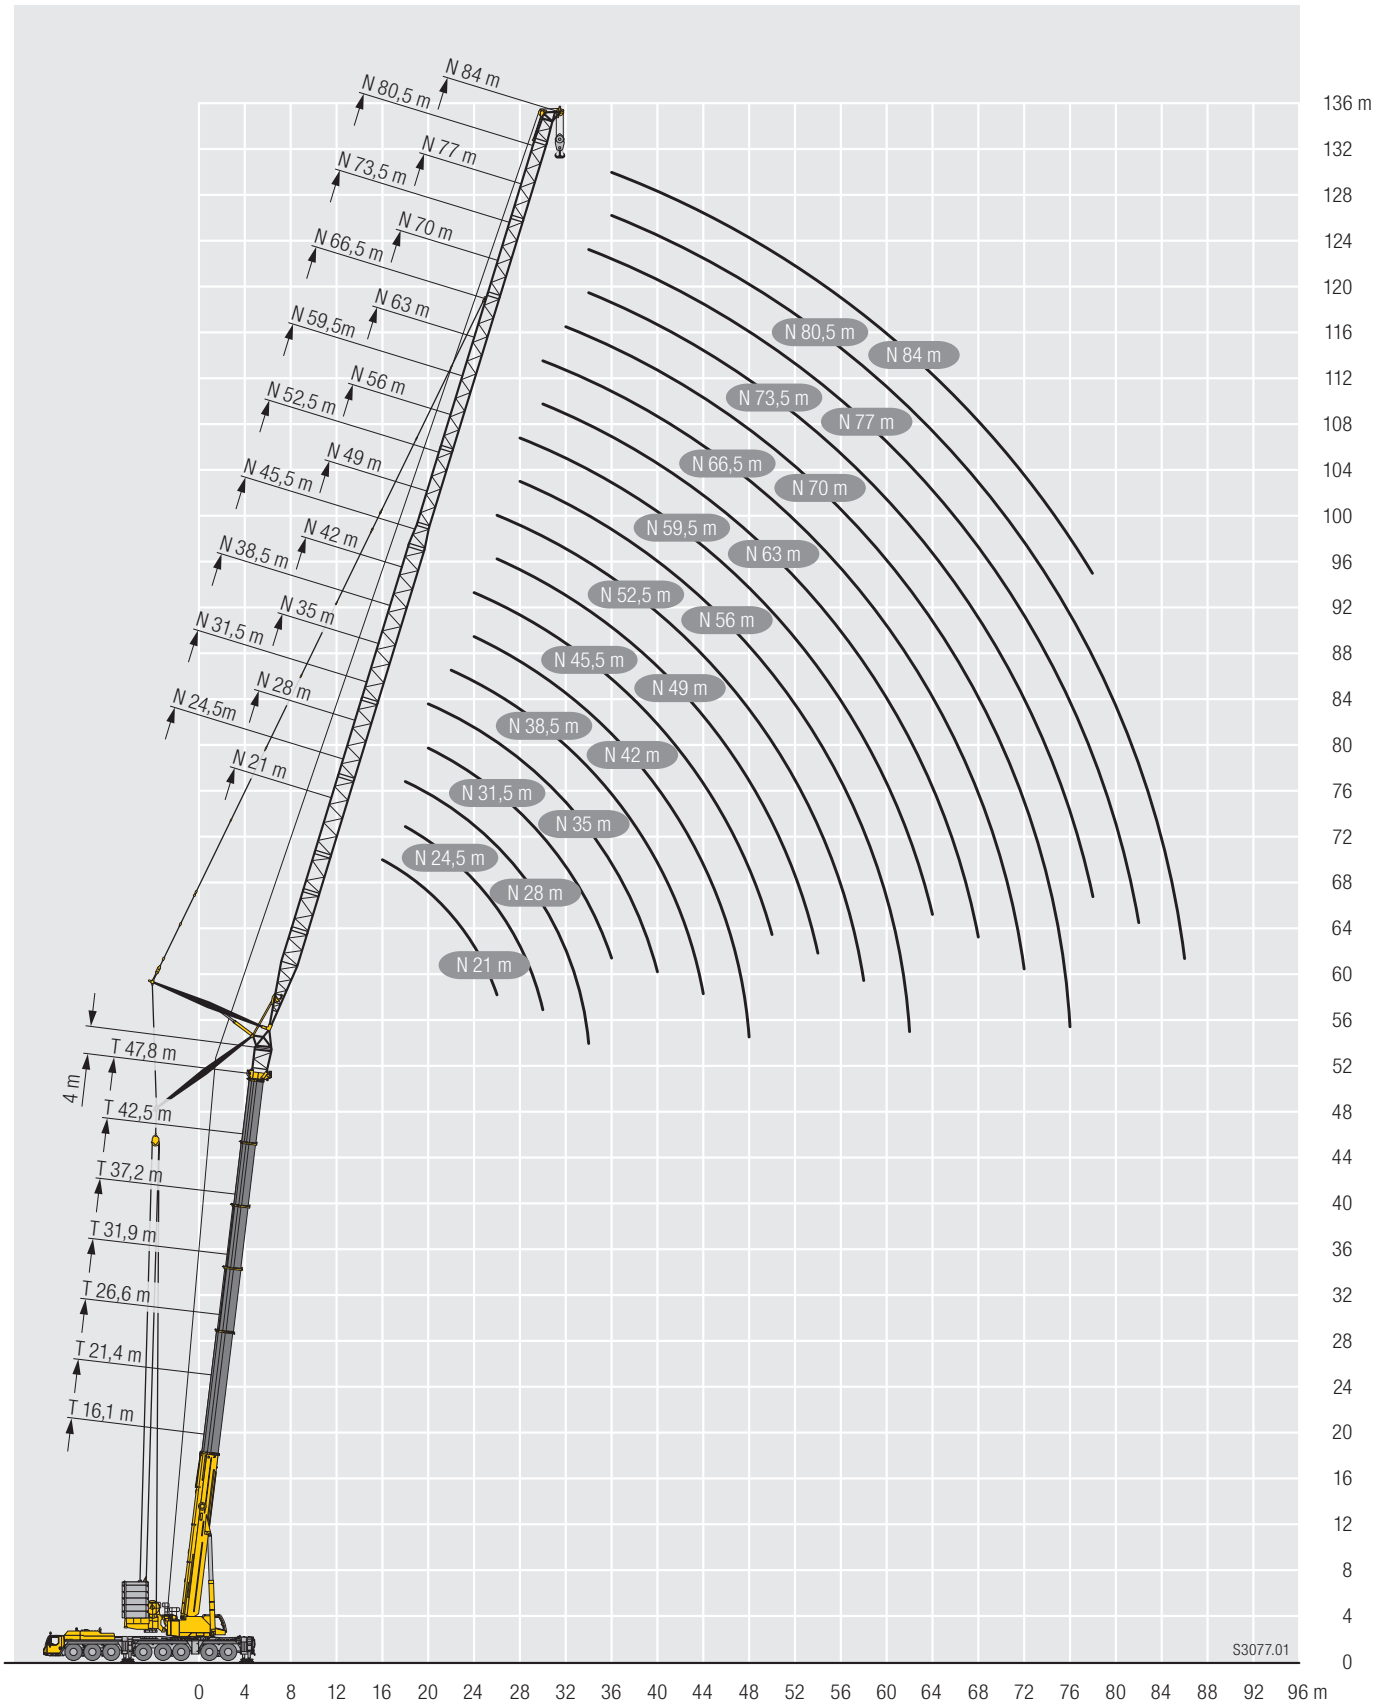 N 84 m
N 80,5 m
136 m
132
N 77 m
N 73,5 m
128
N 70 m
124
N 66,5 m
120
N 63 m
N 59,5m
116
N 80,5 m
N 84 m
112
N 56 m
N 52,5 m
N 73,5 m
108
N 77 m
N 49 m
104
N 66,5 m
N 45,5 m
N 70 m
100
N 42 m
N 59,5 m
N 38,5 m
96
N 63 m
92
N 35 m
N 52,5 m
N 31,5 m
N 56 m
88
N 45,5 m
N 28 m
N 49 m
84
N 24,5m
N 38,5 m
80
N 42 m
N 21 m
76
N 31,5 m
72
N 35 m
N 24,5 m
68
N 28 m
64
N 21 m
60
56
T 47,8 m
52
4 m
T 42,5 m
48
44
T 37,2 m
40
T 31,9 m
36
T 26,6 m
32
28
T 21,4 m
24
T 16,1 m
20
16
12
8
4
S3077.01
0
0 4 8 12 16 20 24 28 32 36 40 44 48 52 56 60 64 68 72 76 80 84 88 92 96 m